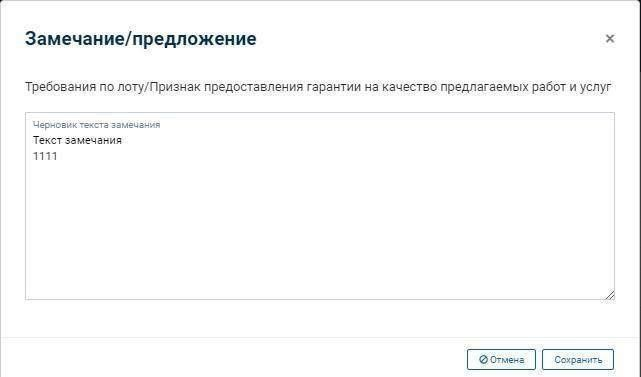 Замечание/предложение
×
Требования по лоту/Признак предоставления гарантии на качество предлагаемых работ и услуг
Черновик текста замечания
Текст замечания
1111
Отмена
Сохранить